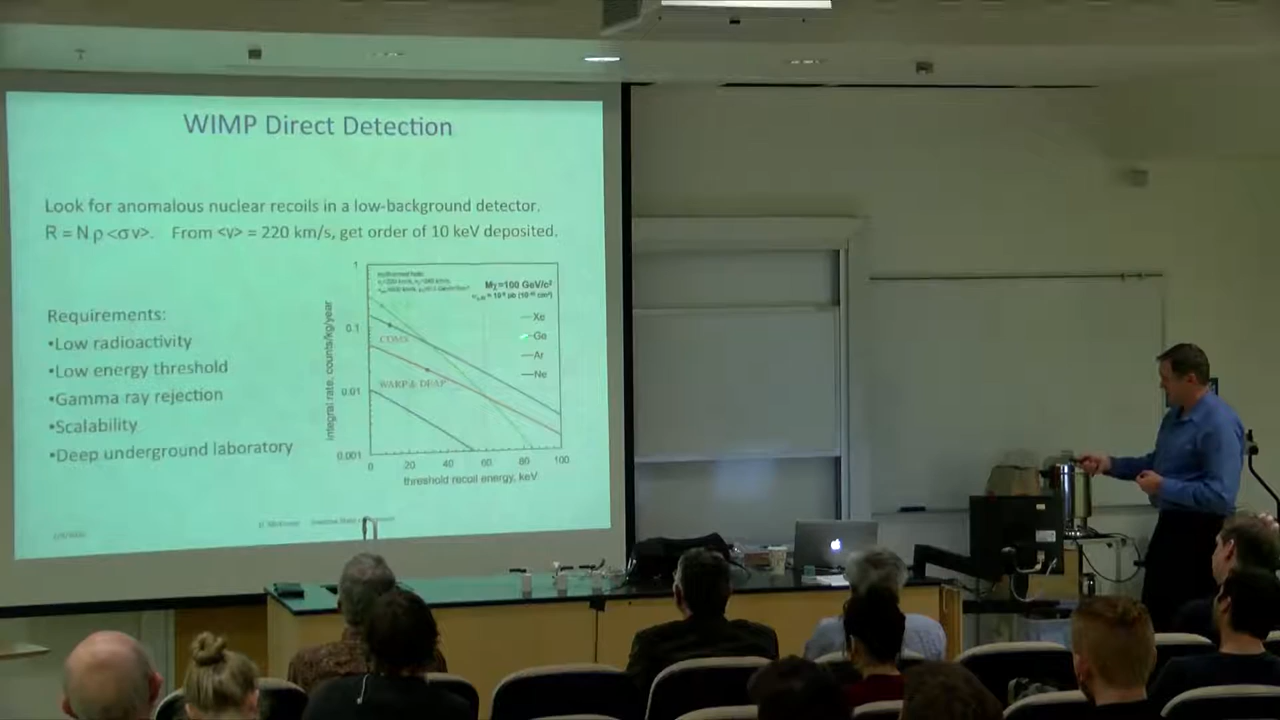 WIMP Direct Detection
Look for anomalous nuclear recoils in a low-background detector.
R = N ρ <σ v>. From <v> = 220 km/s, get order of 10 keV deposited.
Requirements:
•Low radioactivity
•Low energy threshold
•Gamma ray rejection
•Scalability
•Deep underground laboratory
Mχ=100 GeV/c²
Xe
Ge
Ar
Ne
CDMS
WARP & DEAP
integral rate, counts/kg/year
1
0.1
0.01
0.001
0 20 40 60 80 100
threshold recoil energy, keV